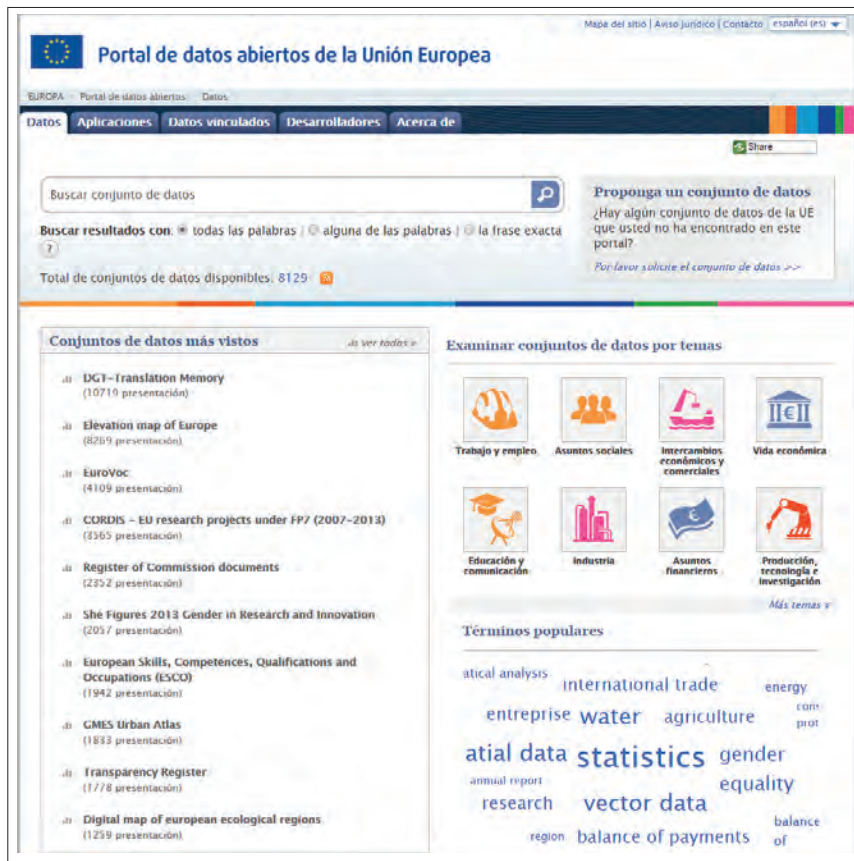 Mapa del sitio | Aviso jurídico | Contacto español (es)
Portal de datos abiertos de la Unión Europea
EUROPA Portal de datos abiertos Datos
Datos Aplicaciones Datos vinculados Desarrolladores Acerca de
Share
Buscar conjunto de datos
Buscar resultados con: todas las palabras | alguna de las palabras | la frase exacta
?
Total de conjuntos de datos disponibles: 8129
Proponga un conjunto de datos
¿Hay algún conjunto de datos de la UE
que usted no ha encontrado en este
portal?
Por favor solicite el conjunto de datos >>
Conjuntos de datos más vistos ver todos »
DGT-Translation Memory
(10719 presentación)
Elevation map of Europe
(8269 presentación)
EuroVoc
(4109 presentación)
CORDIS - EU research projects under FP7 (2007-2013)
(3565 presentación)
Register of Commission documents
(2352 presentación)
She Figures 2013 Gender in Research and Innovation
(2057 presentación)
European Skills, Competences, Qualifications and
Occupations (ESCO)
(1942 presentación)
GMES Urban Atlas
(1833 presentación)
Transparency Register
(1778 presentación)
Digital map of european ecological regions
(1259 presentación)
Examinar conjuntos de datos por temas
Trabajo y empleo
Asuntos sociales
Intercambios
económicos y
comerciales
Vida económica
Educación y
comunicación
Industria
Asuntos
financieros
Producción,
tecnología e
investigación
Más temas »
Términos populares
atical analysis
international trade
energy
entreprise water agriculture
prot
atial data statistics gender
annual report
equality
research vector data
balance
region balance of payments of